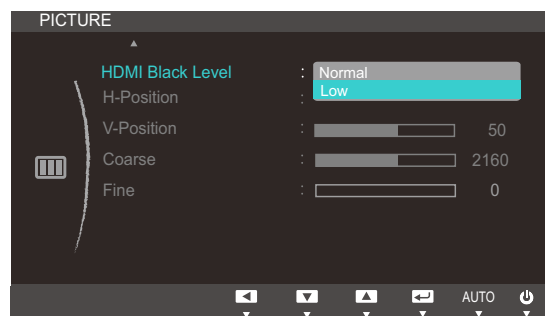 PICTURE
HDMI Black Level : Normal
Low
H-Position :
V-Position : 50
Coarse : 2160
Fine : 0
AUTO